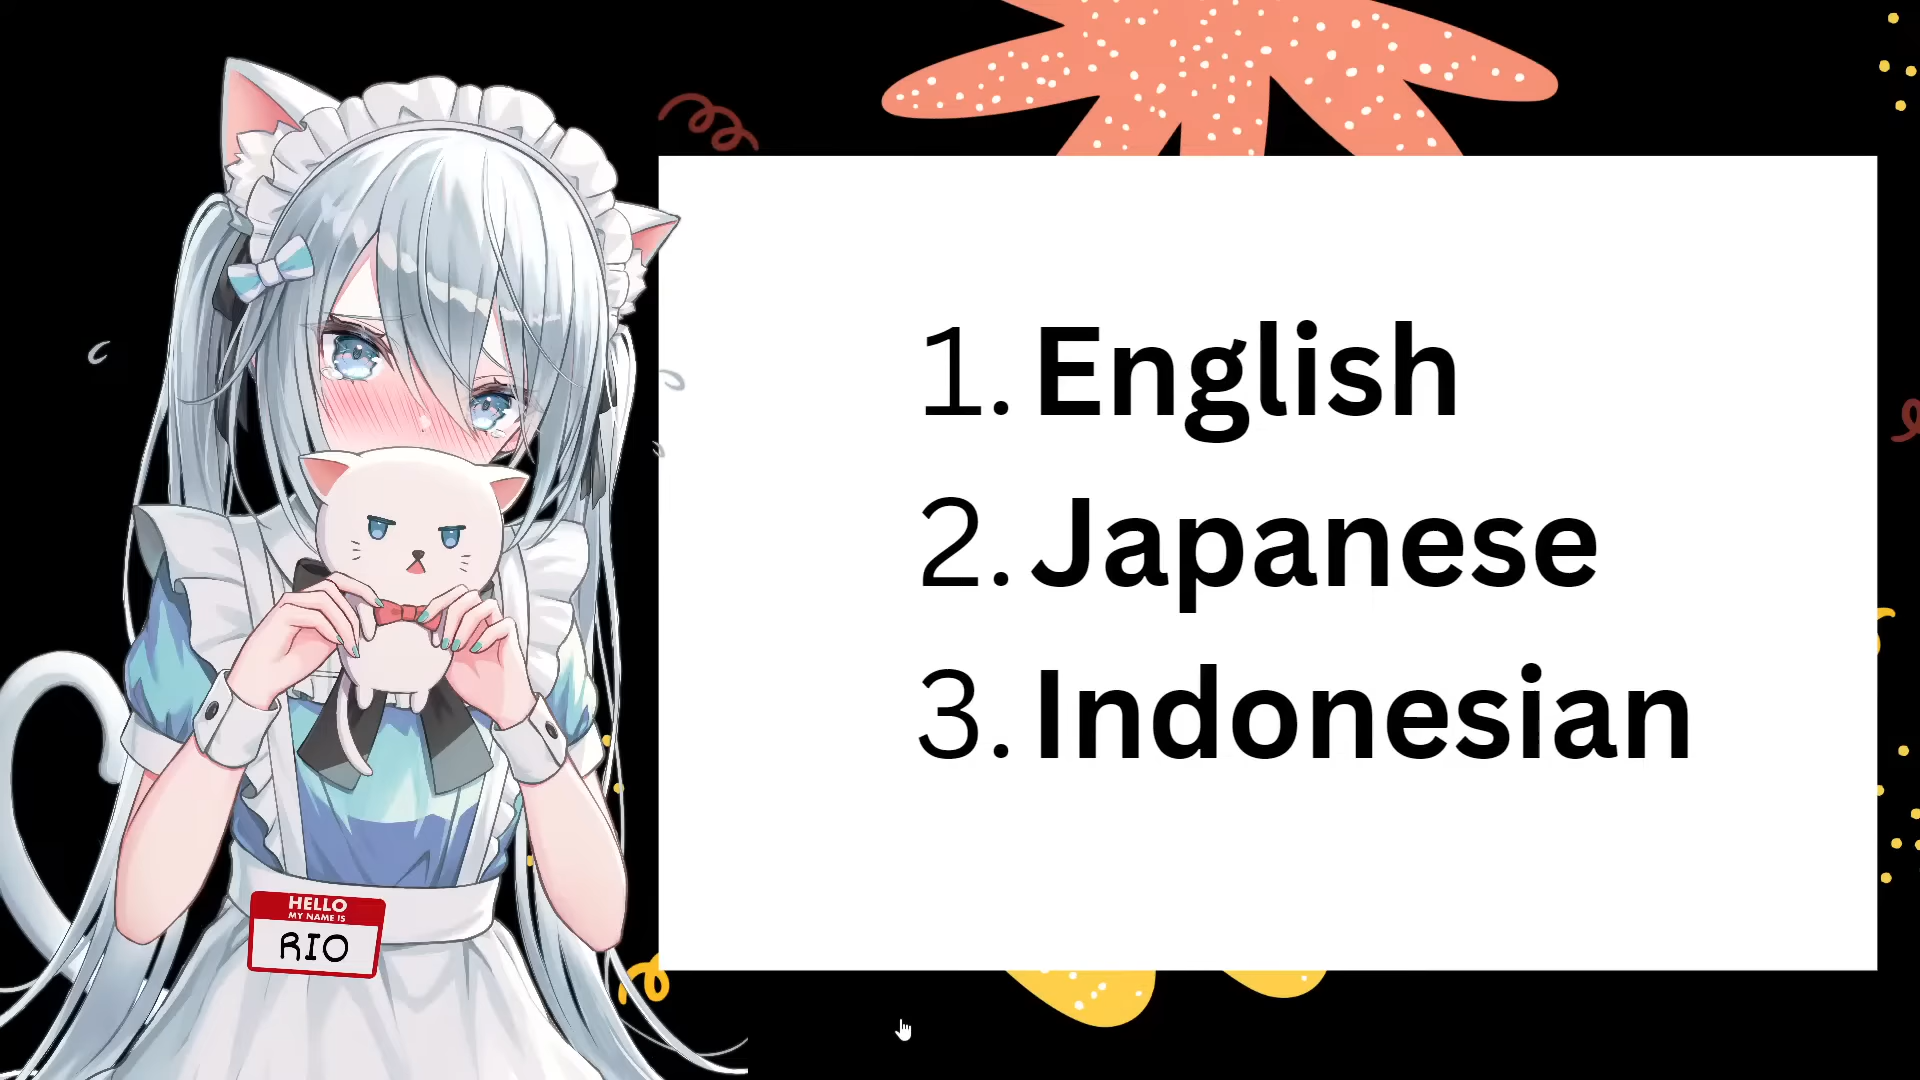 1. English
2. Japanese
3. Indonesian
HELLO
MY NAME IS
RIO